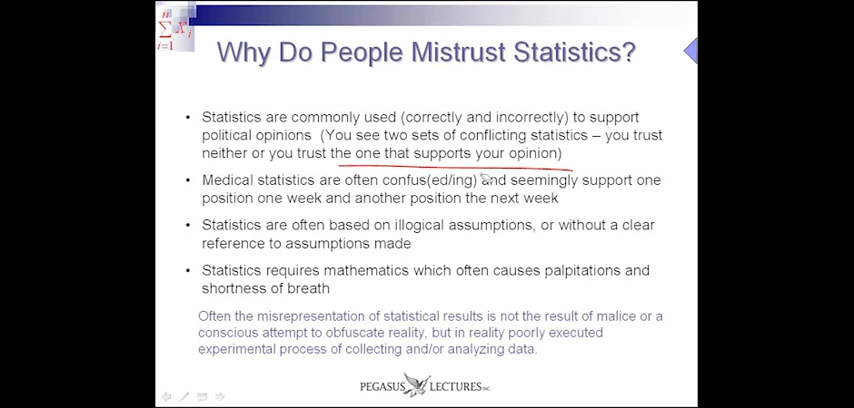 n
∑ Xi
i=1
Why Do People Mistrust Statistics?
• Statistics are commonly used (correctly and incorrectly) to support
political opinions (You see two sets of conflicting statistics – you trust
neither or you trust the one that supports your opinion)
• Medical statistics are often confus(ed/ing) and seemingly support one
position one week and another position the next week
• Statistics are often based on illogical assumptions, or without a clear
reference to assumptions made
• Statistics requires mathematics which often causes palpitations and
shortness of breath
Often the misrepresentation of statistical results is not the result of malice or a
conscious attempt to obfuscate reality, but in reality poorly executed
experimental process of collecting and/or analyzing data.
PEGASUS LECTURES INC.